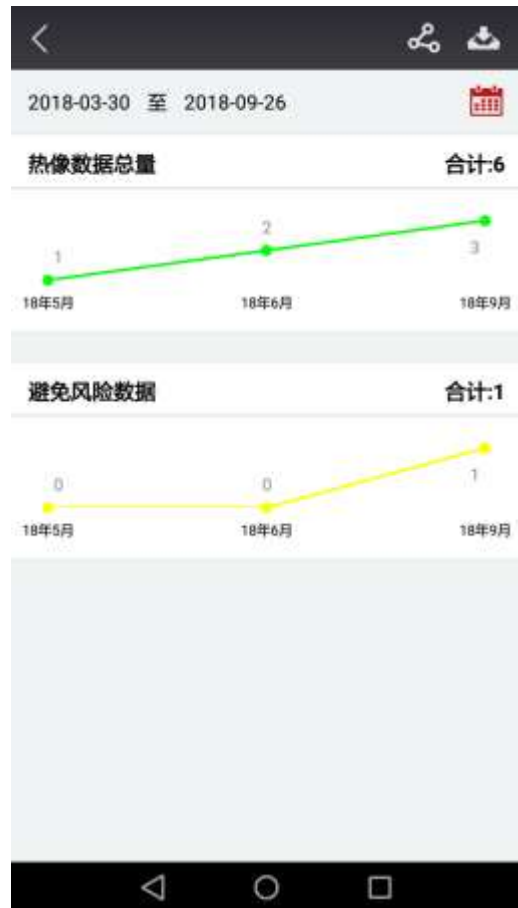 2018-03-30 至 2018-09-26
热像数据总量 合计:6
1 2 3
18年5月 18年6月 18年9月
避免风险数据 合计:1
0 0 1
18年5月 18年6月 18年9月